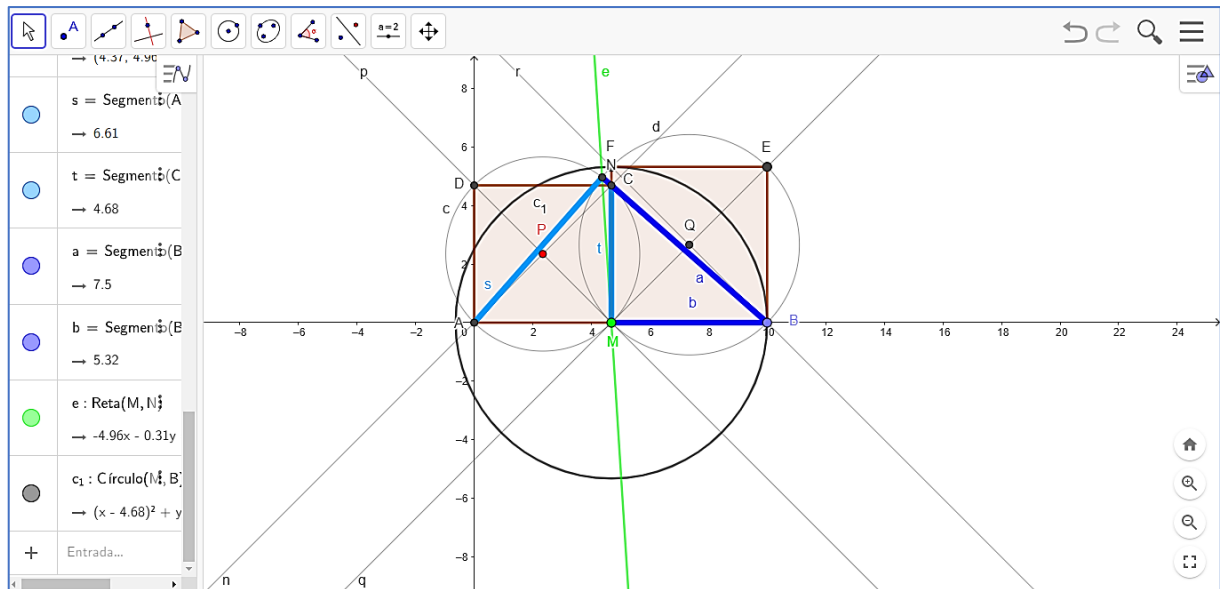 A
a=2
→ (4.37, 4.96
s = Segmento(A
→ 6.61
t = Segmento(C
→ 4.68
a = Segmento(B
→ 7.5
b = Segmento(B
→ 5.32
e : Reta(M, N)
→ -4.96x - 0.31y
c₁ : Círculo(M, B)
→ (x - 4.68)² + y
+ Entrada...
p r e
8
d
6
F
N
E
D
C
c
4
c₁
Q
P
2
t
a
s
b
A
B
−8 −6 −4 −2 0 2 4 6 8 10 12 14 16 18 20 22 24
M
−2
−4
−6
−8
n q